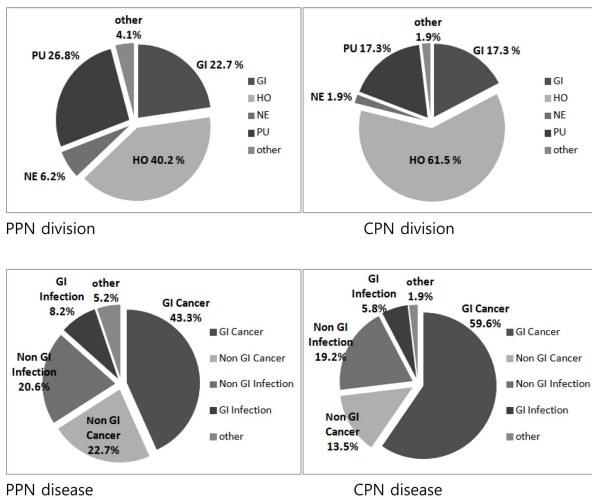 other
4.1%
PU 26.8%
GI 22.7 %
HO 40.2 %
NE 6.2%
GI
HO
NE
PU
other
PPN division
other
1.9%
PU 17.3%
GI 17.3 %
NE 1.9%
HO 61.5 %
GI
HO
NE
PU
other
CPN division
GI
Infection
8.2%
other
5.2%
GI Cancer
43.3%
Non GI
Infection
20.6%
Non GI
Cancer
22.7%
GI Cancer
Non GI Cancer
Non GI Infection
GI Infection
other
PPN disease
GI
Infection
5.8%
other
1.9%
GI Cancer
59.6%
Non GI
Infection
19.2%
Non GI
Cancer
13.5%
GI Cancer
Non GI Cancer
Non GI Infection
GI Infection
other
CPN disease